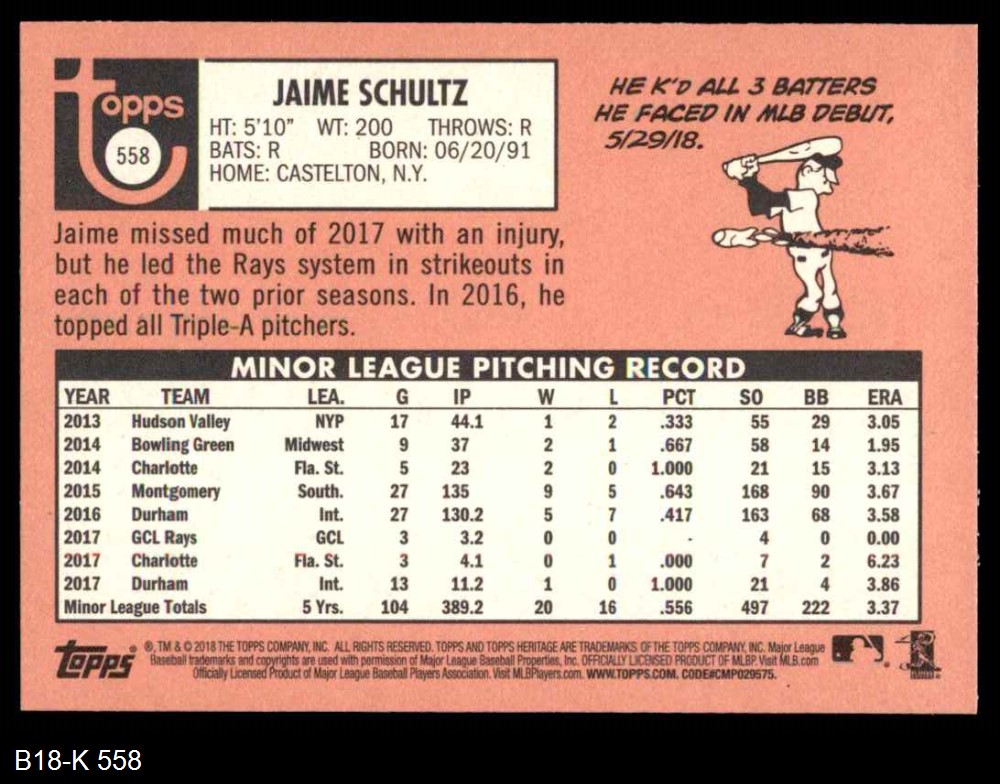 topps
558
JAIME SCHULTZ
HT: 5'10" WT: 200 THROWS: R
BATS: R BORN: 06/20/91
HOME: CASTELTON, N.Y.
HE K'D ALL 3 BATTERS
HE FACED IN MLB DEBUT,
5/29/18.
Jaime missed much of 2017 with an injury,
but he led the Rays system in strikeouts in
each of the two prior seasons. In 2016, he
topped all Triple-A pitchers.
MINOR LEAGUE PITCHING RECORD
YEAR TEAM LEA. G IP W L PCT SO BB ERA
2013 Hudson Valley NYP 17 44.1 1 2 .333 55 29 3.05
2014 Bowling Green Midwest 9 37 2 1 .667 58 14 1.95
2014 Charlotte Fla. St. 5 23 2 0 1.000 21 15 3.13
2015 Montgomery South. 27 135 9 5 .643 168 90 3.67
2016 Durham Int. 27 130.2 5 7 .417 163 68 3.58
2017 GCL Rays GCL 3 3.2 0 0 - 4 0 0.00
2017 Charlotte Fla. St. 3 4.1 0 1 .000 7 2 6.23
2017 Durham Int. 13 11.2 1 0 1.000 21 4 3.86
Minor League Totals 5 Yrs. 104 389.2 20 16 .556 497 222 3.37
topps ®, TM & © 2018 THE TOPPS COMPANY, INC. ALL RIGHTS RESERVED. TOPPS AND TOPPS HERITAGE ARE TRADEMARKS OF THE TOPPS COMPANY, INC. Major League
Baseball trademarks and copyrights are used with permission of Major League Baseball Properties, Inc. OFFICIALLY LICENSED PRODUCT OF MLBP. Visit MLB.com
Officially Licensed Product of Major League Baseball Players Association. Visit MLBPlayers.com. WWW.TOPPS.COM. CODE#CMP029575.
B18-K 558